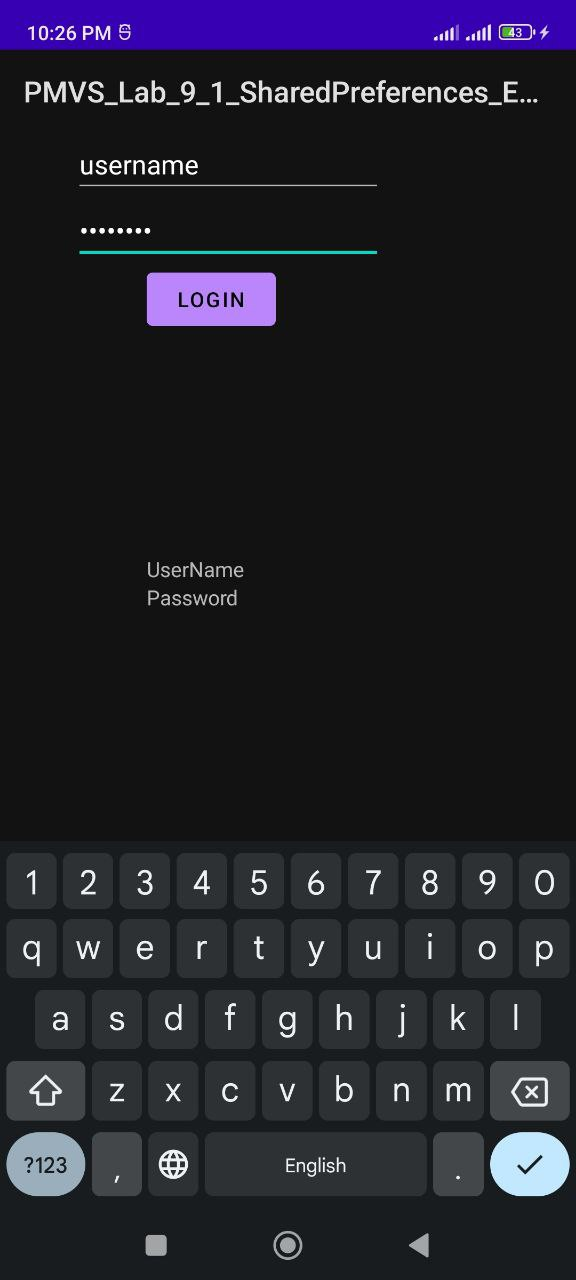 10:26 PM
43
PMVS_Lab_9_1_SharedPreferences_E...
username
••••••••
LOGIN
UserName
Password
1 2 3 4 5 6 7 8 9 0
q w e r t y u i o p
a s d f g h j k l
z x c v b n m
?123 , English .